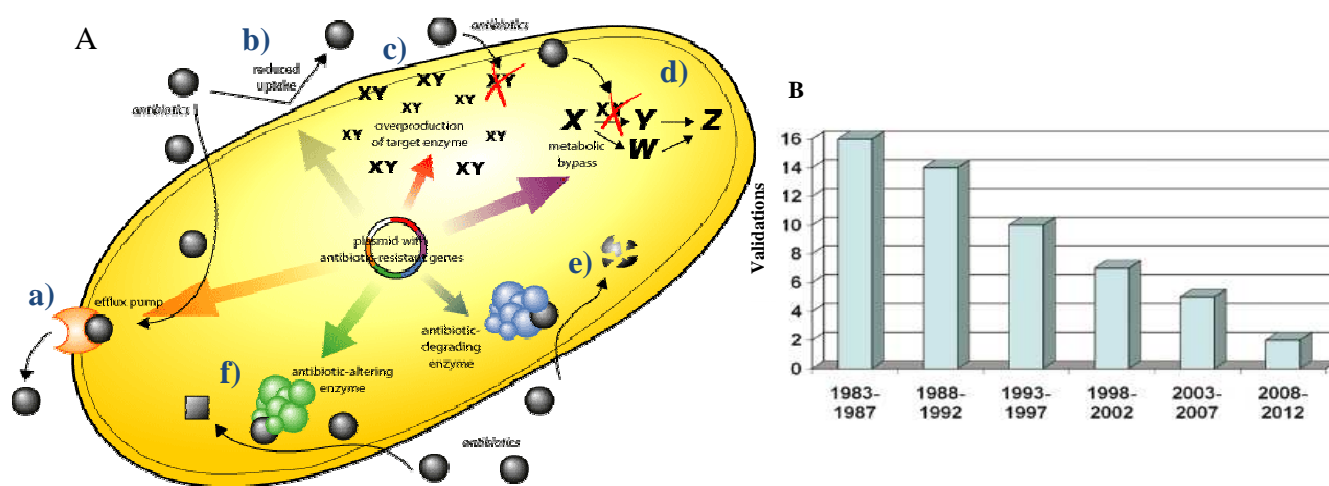 A
b)
antibiotics
c)
reduced
uptake
antibiotics
XY
XY
XY
XY
XY
XY
XY
XY
XY
overproduction
of target enzyme
d)
XY
X
Y
Z
W
metabolic
bypass
plasmid with
antibiotic-resistant genes
e)
a)
efflux pump
antibiotic-
degrading
enzyme
f)
antibiotic-altering
enzyme
antibiotics
B
Validations
16
14
12
10
8
6
4
2
0
1983-
1987
1988-
1992
1993-
1997
1998-
2002
2003-
2007
2008-
2012